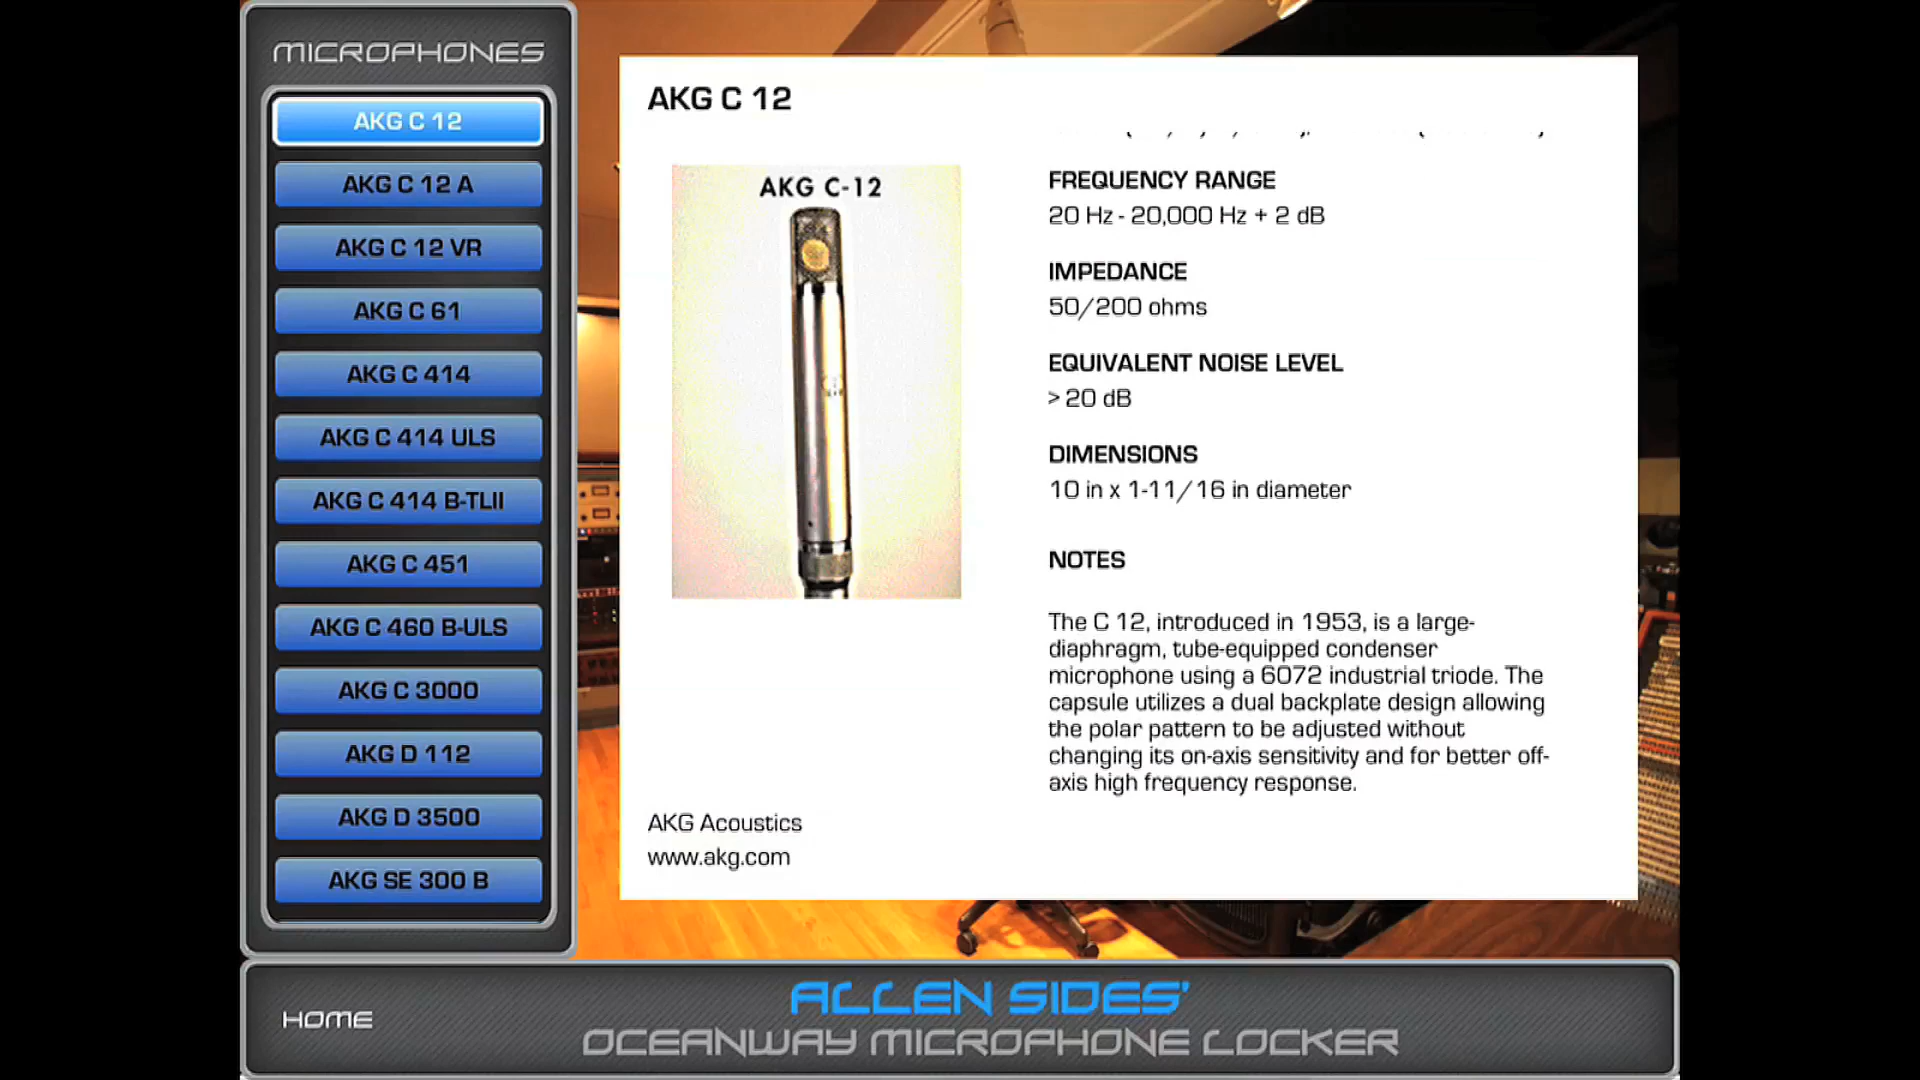 MICROPHONES
AKG C 12
AKG C 12 A
AKG C 12 VR
AKG C 61
AKG C 414
AKG C 414 ULS
AKG C 414 B-TLII
AKG C 451
AKG C 460 B-ULS
AKG C 3000
AKG D 112
AKG D 3500
AKG SE 300 B
AKG C 12
AKG C-12
FREQUENCY RANGE
20 Hz - 20,000 Hz + 2 dB
IMPEDANCE
50/200 ohms
EQUIVALENT NOISE LEVEL
> 20 dB
DIMENSIONS
10 in x 1-11/16 in diameter
NOTES
The C 12, introduced in 1953, is a large-
diaphragm, tube-equipped condenser
microphone using a 6072 industrial triode. The
capsule utilizes a dual backplate design allowing
the polar pattern to be adjusted without
changing its on-axis sensitivity and for better off-
axis high frequency response.
AKG Acoustics
www.akg.com
HOME
ALLEN SIDES'
OCEANWAY MICROPHONE LOCKER